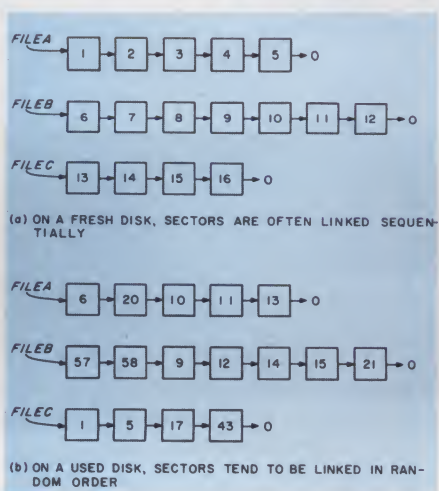 FILEA 1 2 3 4 5 0
FILEB 6 7 8 9 10 11 12 0
FILEC 13 14 15 16 0
(a) ON A FRESH DISK, SECTORS ARE OFTEN LINKED SEQUEN-
TIALLY
FILEA 6 20 10 11 13 0
FILEB 57 58 9 12 14 15 21 0
FILEC 1 5 17 43 0
(b) ON A USED DISK, SECTORS TEND TO BE LINKED IN RAN-
DOM ORDER